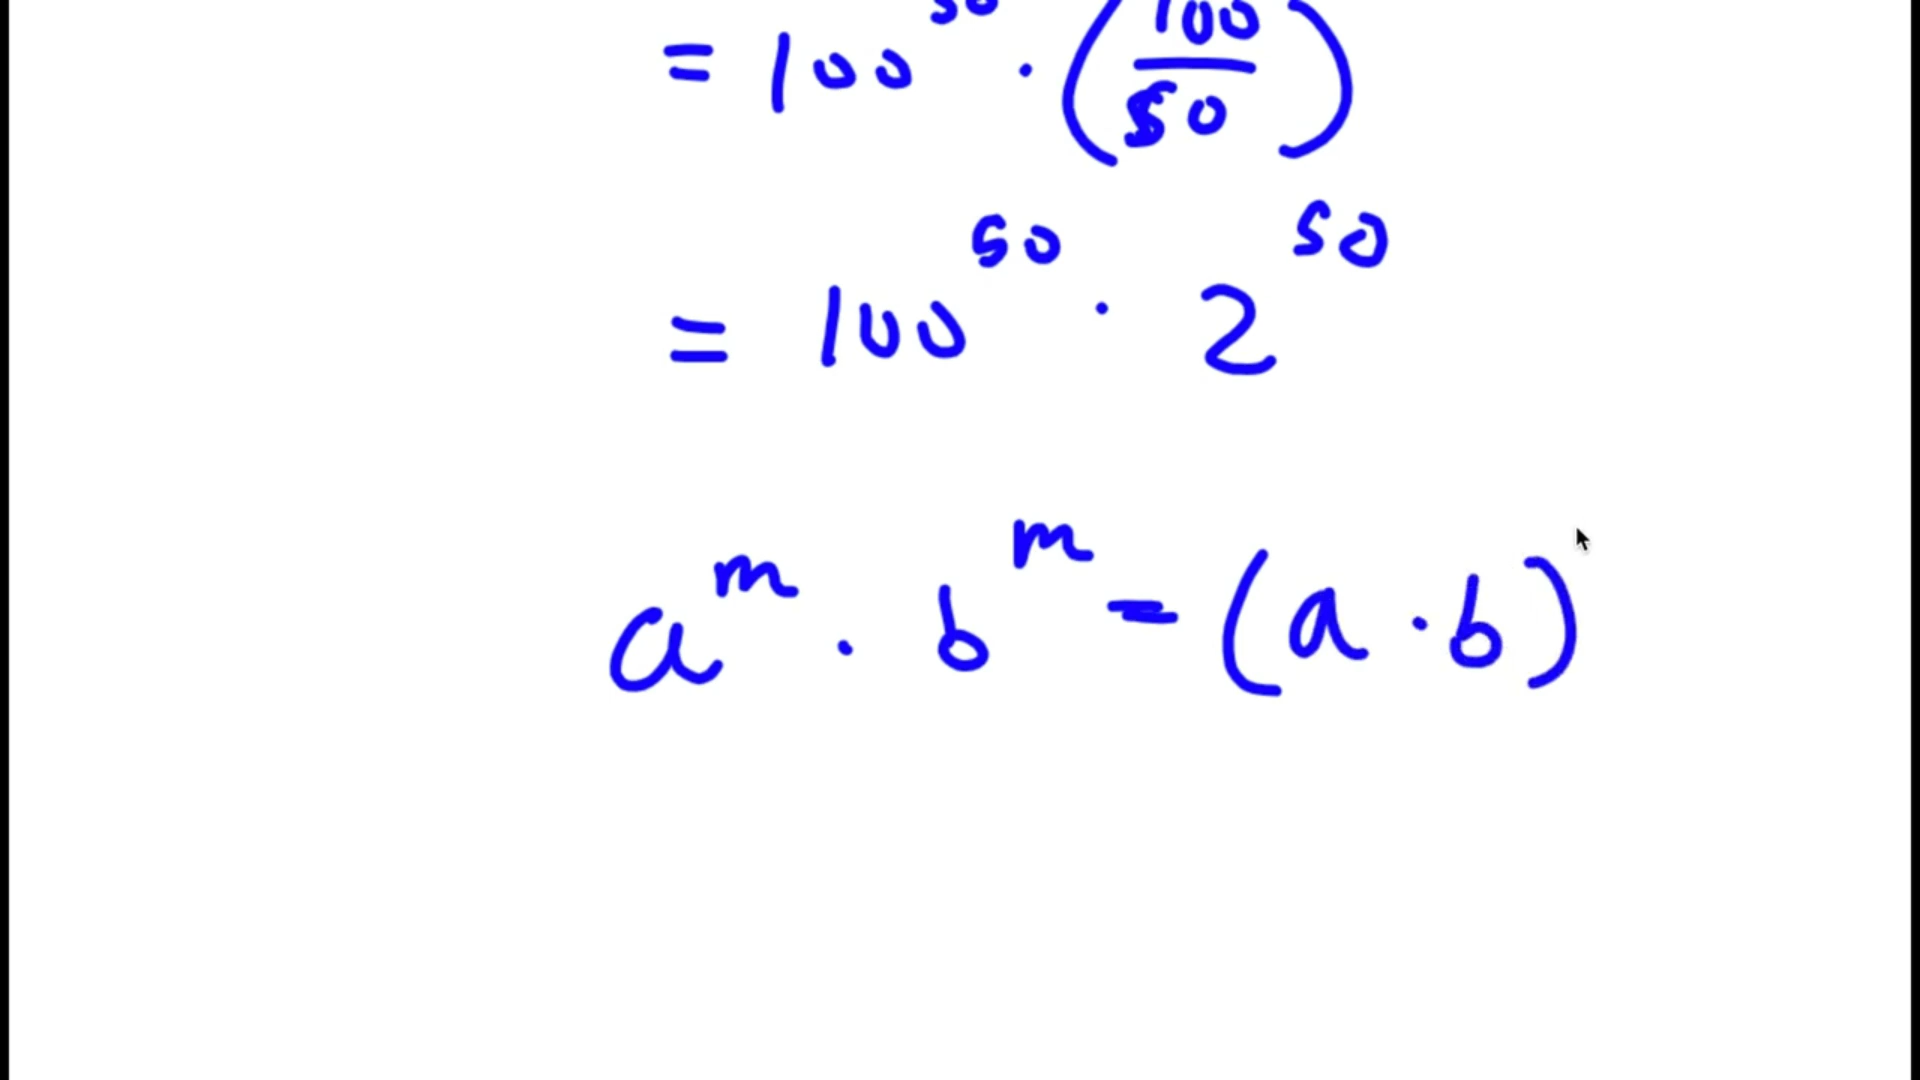 = 100^50 · (100/50)
= 100^50 · 2^50
a^m · b^m = (a · b)